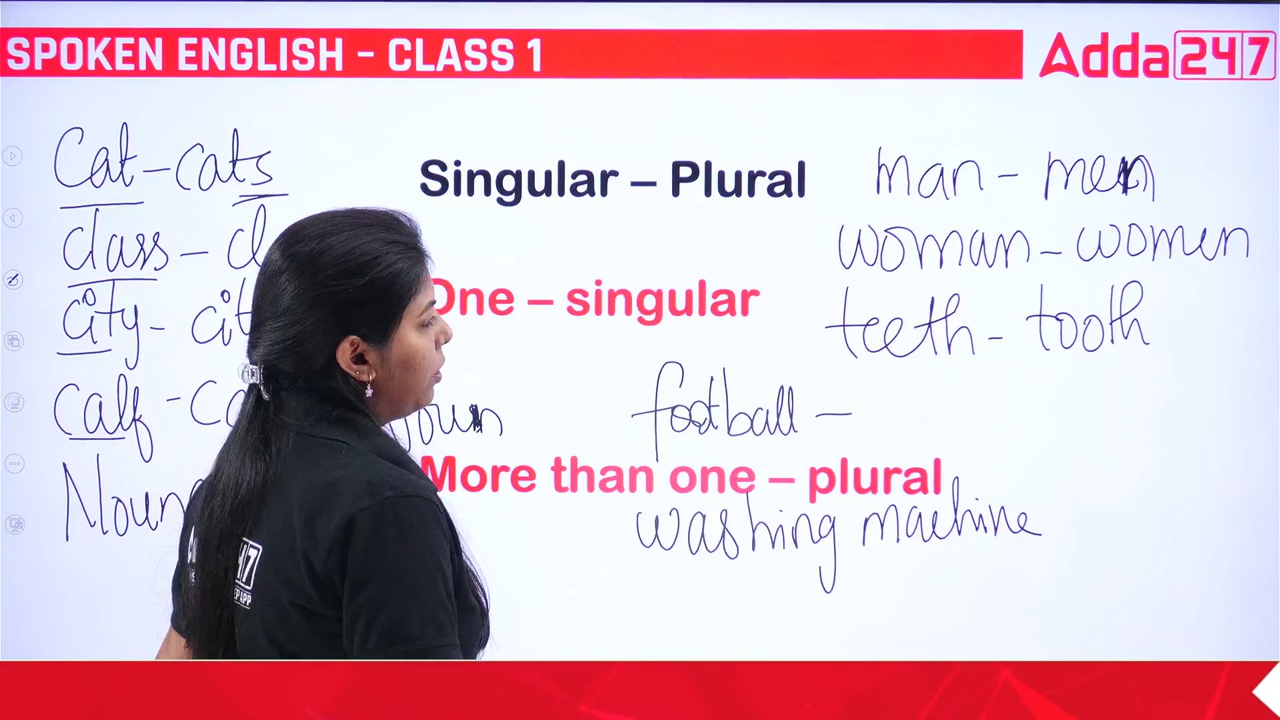 SPOKEN ENGLISH - CLASS 1
Adda247
Cat - cats
Singular – Plural
man - men
class -
woman - women
city -
One – singular
teeth - tooth
calf -
football -
More than one – plural
Noun
washing machine